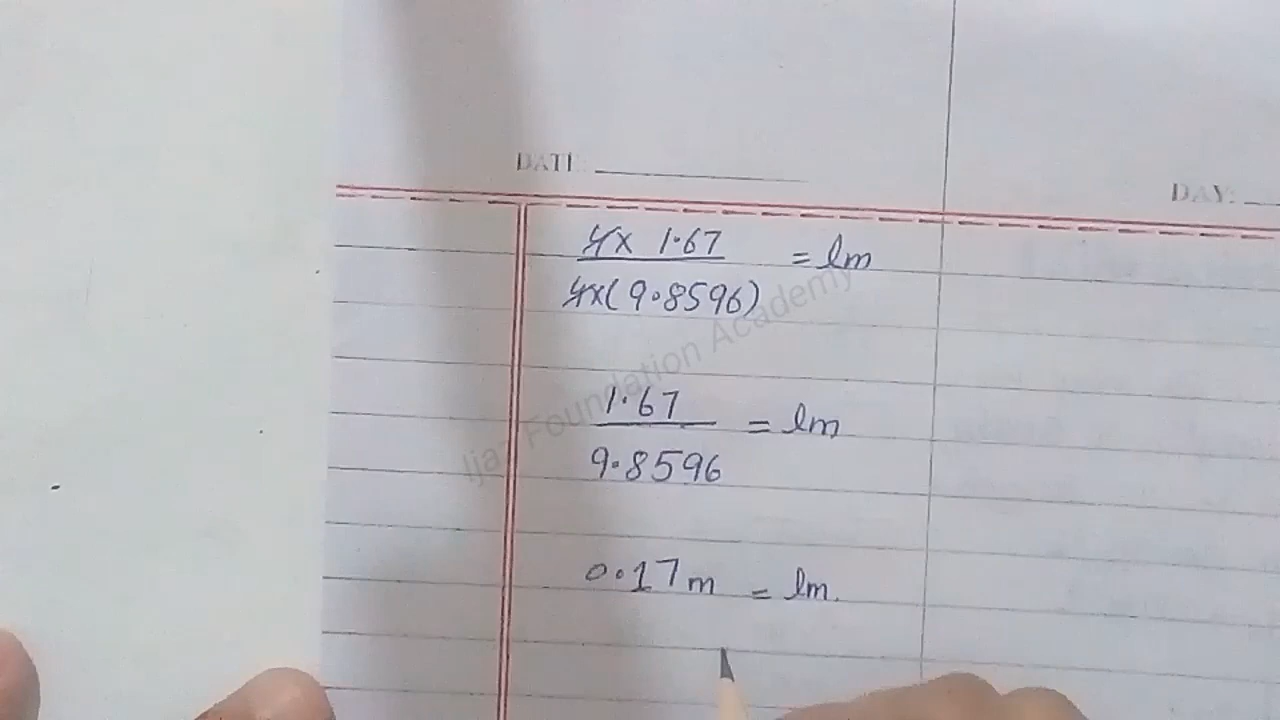 DATE:
DAY:
4x 1.67 = lm
4x(9.8596)
1.67 = lm
9.8596
0.17m = lm.
Ijaz Foundation Academy